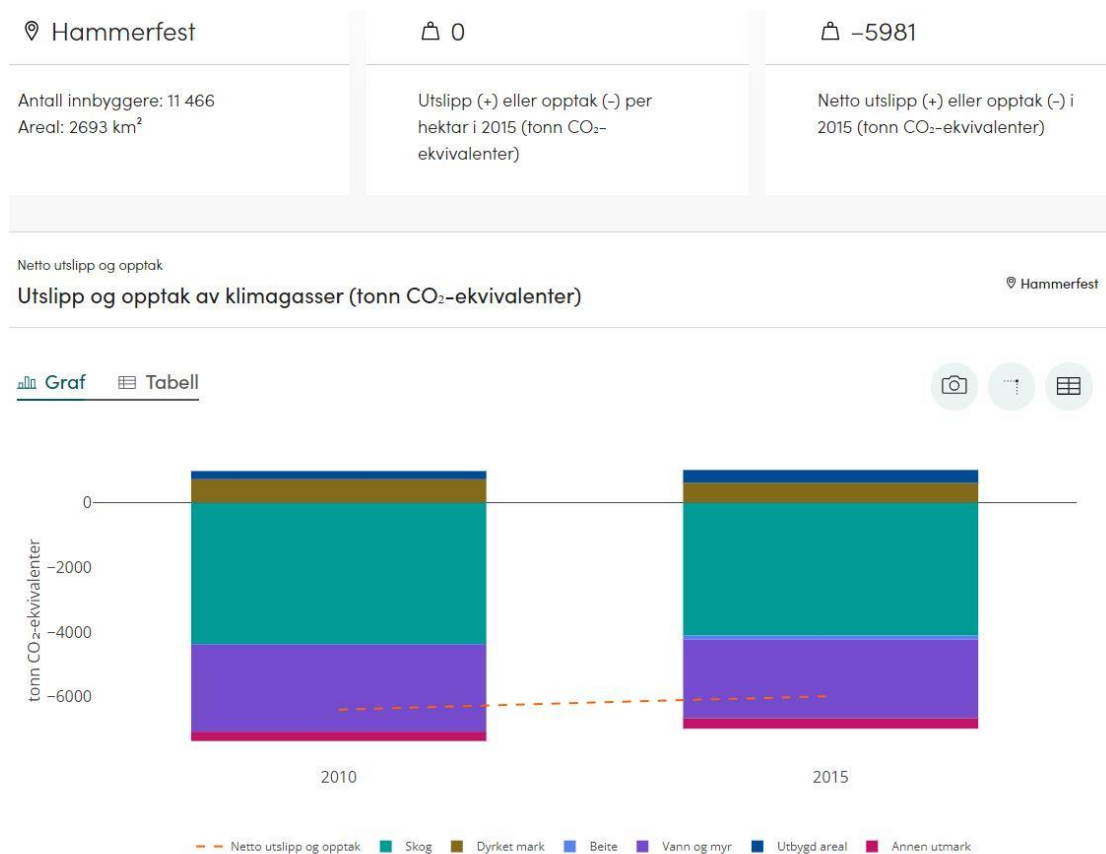 Hammerfest
Antall innbyggere: 11 466
Areal: 2693 km²
0
Utslipp (+) eller opptak (-) per
hektar i 2015 (tonn CO₂-
ekvivalenter)
−5981
Netto utslipp (+) eller opptak (-) i
2015 (tonn CO₂-ekvivalenter)
Netto utslipp og opptak
Utslipp og opptak av klimagasser (tonn CO₂-ekvivalenter)
Hammerfest
Graf
Tabell
tonn CO₂-ekvivalenter
0
−2000
−4000
−6000
2010
2015
Netto utslipp og opptak
Skog
Dyrket mark
Beite
Vann og myr
Utbygd areal
Annen utmark